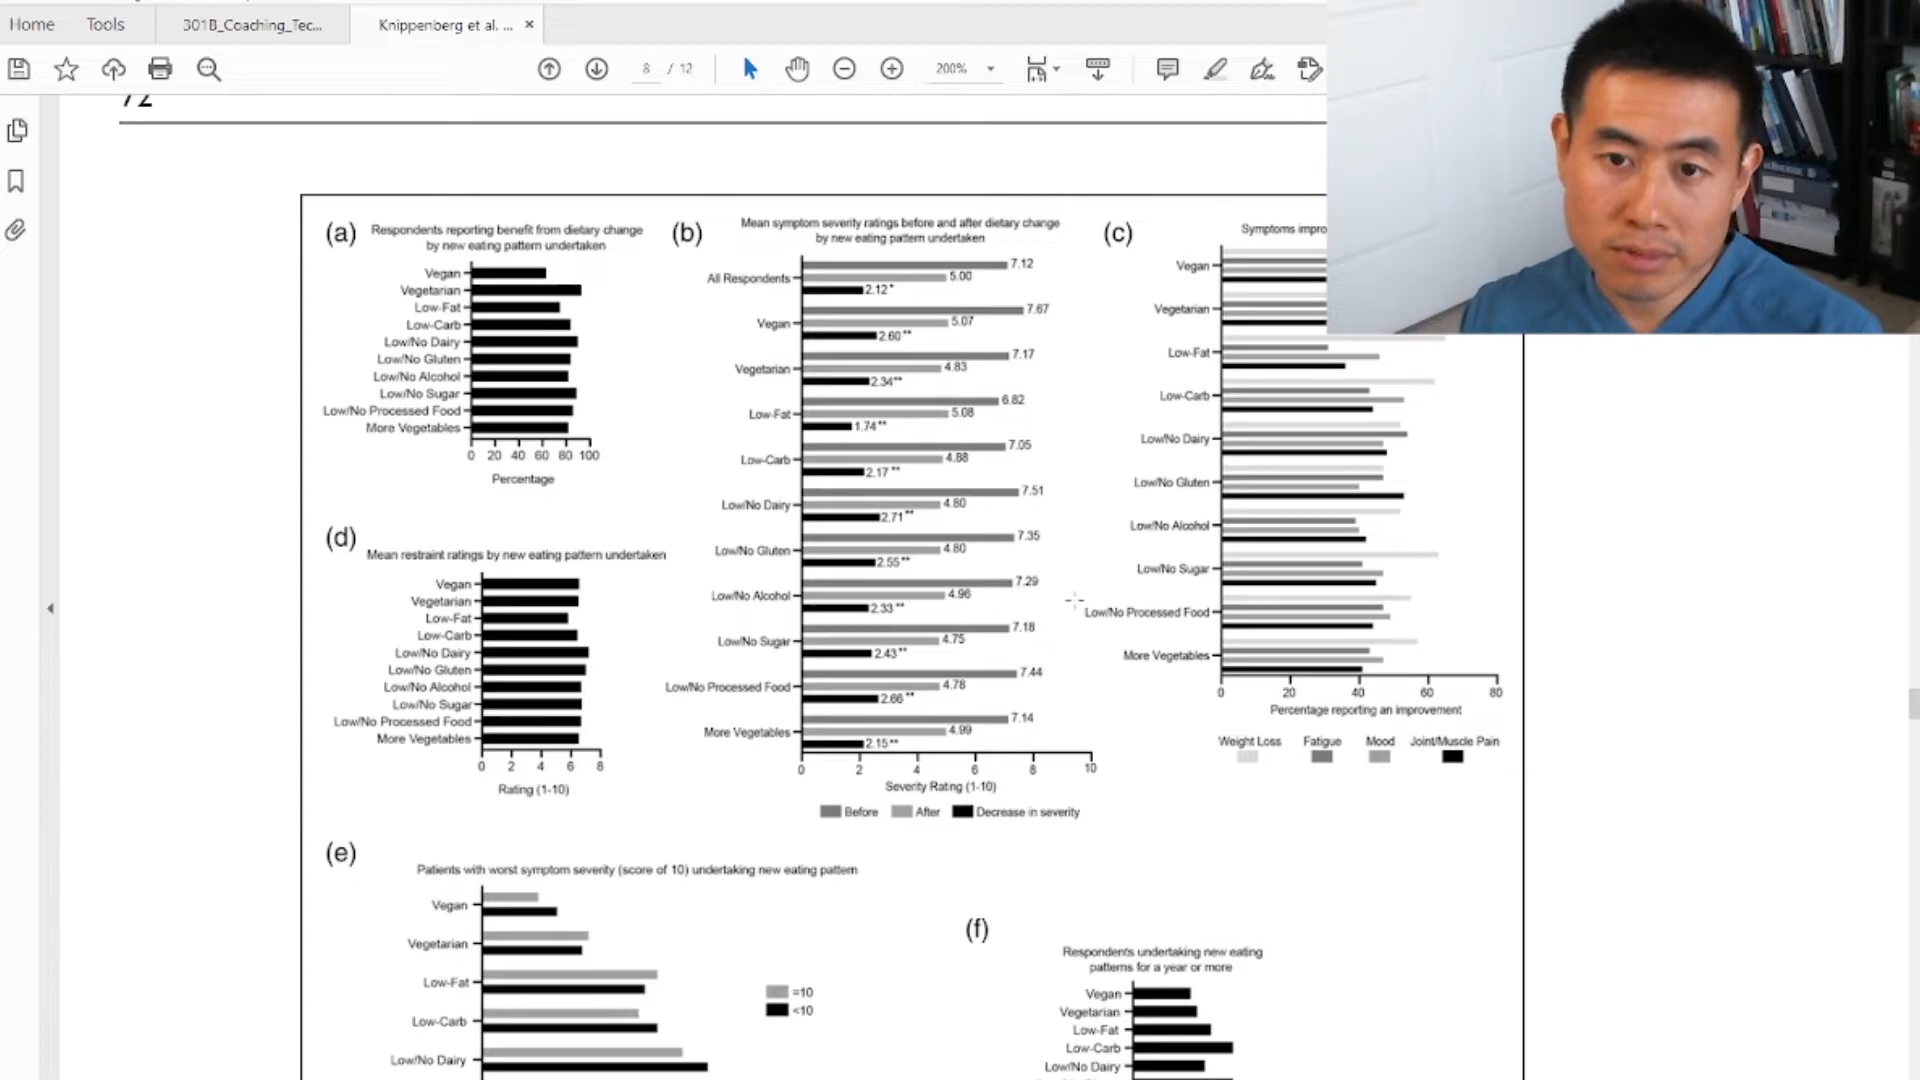 Home
Tools
301B_Coaching_Tec...
Knippenberg et al. ...
8 / 12
200%
72
(a)
Respondents reporting benefit from dietary change
by new eating pattern undertaken
Vegan
Vegetarian
Low-Fat
Low-Carb
Low/No Dairy
Low/No Gluten
Low/No Alcohol
Low/No Sugar
Low/No Processed Food
More Vegetables
0 20 40 60 80 100
Percentage
(b)
Mean symptom severity ratings before and after dietary change
by new eating pattern undertaken
7.12
All Respondents 5.00
2.12*
7.67
Vegan 5.07
2.60**
7.17
Vegetarian 4.83
2.34**
6.82
Low-Fat 5.08
1.74**
7.05
Low-Carb 4.88
2.17**
7.51
Low/No Dairy 4.80
2.71**
7.35
Low/No Gluten 4.80
2.55**
7.29
Low/No Alcohol 4.96
2.33**
7.18
Low/No Sugar 4.75
2.43**
7.44
Low/No Processed Food 4.78
2.66**
7.14
More Vegetables 4.99
2.15**
0 2 4 6 8 10
Severity Rating (1-10)
Before After Decrease in severity
(c)
Symptoms impro
Vegan
Vegetarian
Low-Fat
Low-Carb
Low/No Dairy
Low/No Gluten
Low/No Alcohol
Low/No Sugar
Low/No Processed Food
More Vegetables
0 20 40 60 80
Percentage reporting an improvement
Weight Loss Fatigue Mood Joint/Muscle Pain
(d)
Mean restraint ratings by new eating pattern undertaken
Vegan
Vegetarian
Low-Fat
Low-Carb
Low/No Dairy
Low/No Gluten
Low/No Alcohol
Low/No Sugar
Low/No Processed Food
More Vegetables
0 2 4 6 8
Rating (1-10)
(e)
Patients with worst symptom severity (score of 10) undertaking new eating pattern
Vegan
Vegetarian
Low-Fat
Low-Carb
Low/No Dairy
=10
<10
(f)
Respondents undertaking new eating
patterns for a year or more
Vegan
Vegetarian
Low-Fat
Low-Carb
Low/No Dairy